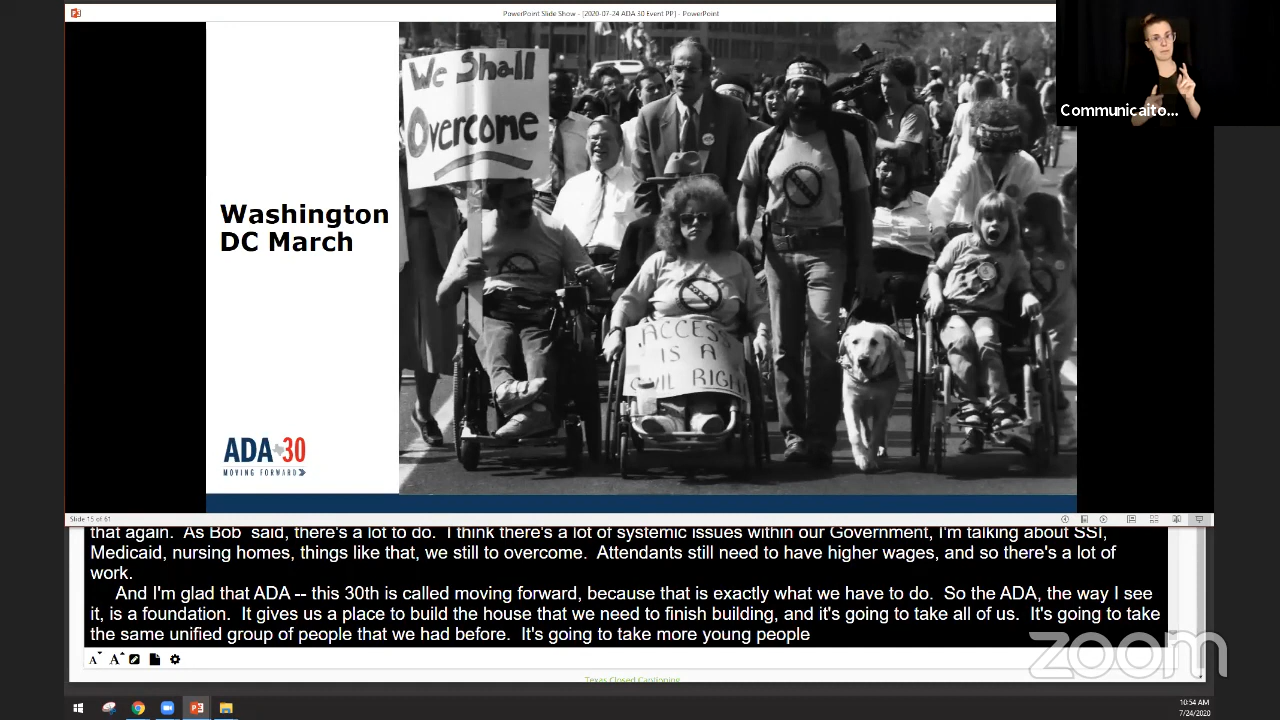 PowerPoint Slide Show - [2020-07-24 ADA 30 Event PP] - PowerPoint
We Shall
Overcome
Communicaito...
Washington
DC March
ACCESS
IS A
CIVIL RIGH
ADA 30
MOVING FORWARD
Slide 15 of 61
that again. As Bob said, there's a lot to do. I think there's a lot of systemic issues within our Government, I'm talking about SSI,
Medicaid, nursing homes, things like that, we still to overcome. Attendants still need to have higher wages, and so there's a lot of
work.
And I'm glad that ADA -- this 30th is called moving forward, because that is exactly what we have to do. So the ADA, the way I see
it, is a foundation. It gives us a place to build the house that we need to finish building, and it's going to take all of us. It's going to take
the same unified group of people that we had before. It's going to take more young people
zoom
Texas Closed Captioning
10:54 AM
7/24/2020